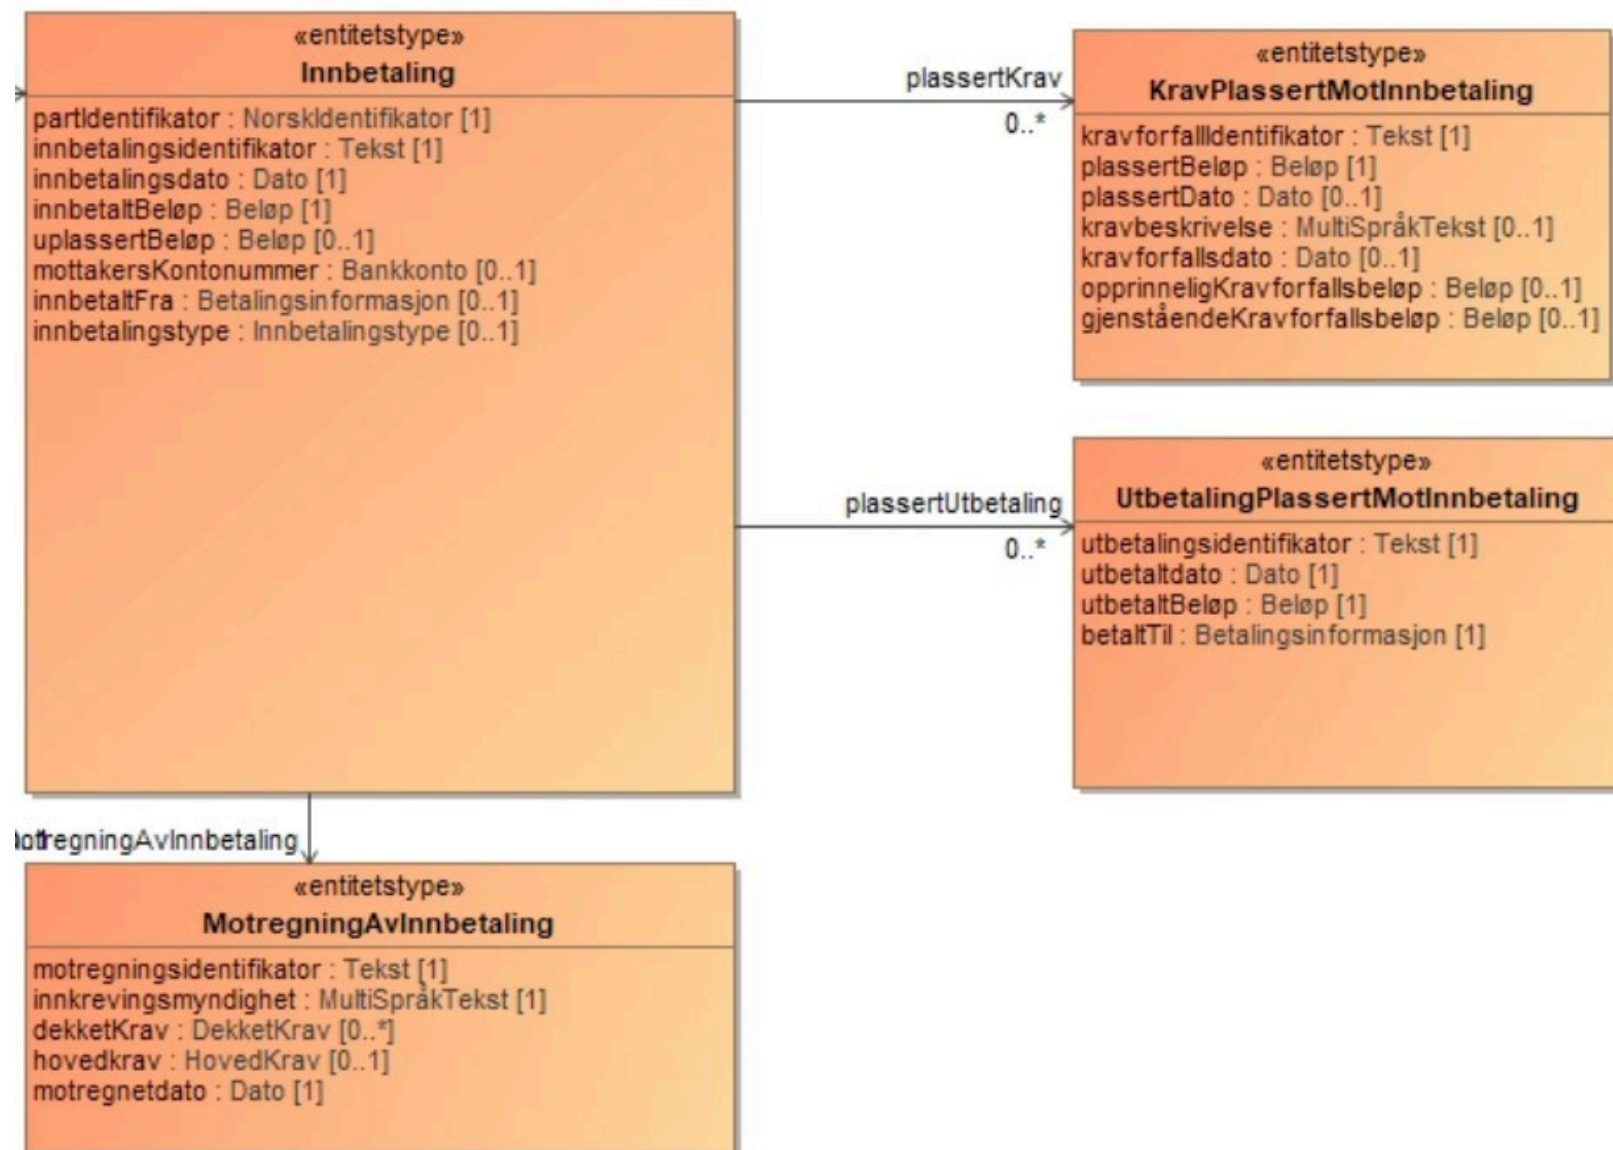 «entitetstype»
Innbetaling
partIdentifikator : NorskIdentifikator [1]
innbetalingsidentifikator : Tekst [1]
innbetalingsdato : Dato [1]
innbetaltBeløp : Beløp [1]
uplassertBeløp : Beløp [0..1]
mottakersKontonummer : Bankkonto [0..1]
innbetaltFra : Betalingsinformasjon [0..1]
innbetalingstype : Innbetalingstype [0..1]
plassertKrav
0..*
«entitetstype»
KravPlassertMotInnbetaling
kravforfallIdentifikator : Tekst [1]
plassertBeløp : Beløp [1]
plassertDato : Dato [0..1]
kravbeskrivelse : MultiSpråkTekst [0..1]
kravforfallsdato : Dato [0..1]
opprinneligKravforfallsbeløp : Beløp [0..1]
gjenståendeKravforfallsbeløp : Beløp [0..1]
plassertUtbetaling
0..*
«entitetstype»
UtbetalingPlassertMotInnbetaling
utbetalingsidentifikator : Tekst [1]
utbetaltdato : Dato [1]
utbetaltBeløp : Beløp [1]
betaltTil : Betalingsinformasjon [1]
«entitetstype»
MotregningAvInnbetaling
motregningsidentifikator : Tekst [1]
innkrevingsmyndighet : MultiSpråkTekst [1]
dekketKrav : DekketKrav [0..*]
hovedkrav : HovedKrav [0..1]
motregnetdato : Dato [1]